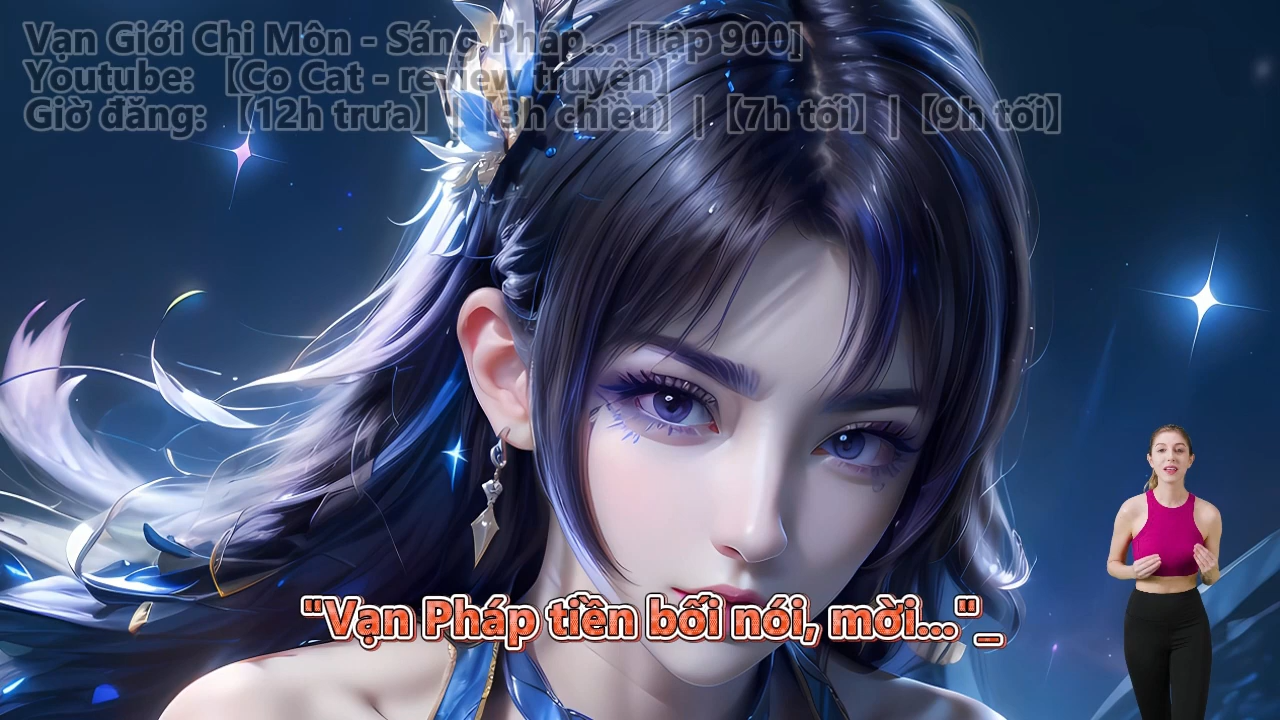 Vạn Giới Chi Môn - Sáng Pháp... [Tập 900]
Youtube: 【Co Cat - review truyện】
Giờ đăng: 【12h trưa】 | 【3h chiều】 | 【7h tối】 | 【9h tối】
"Vạn Pháp tiền bối nói, mời..."_